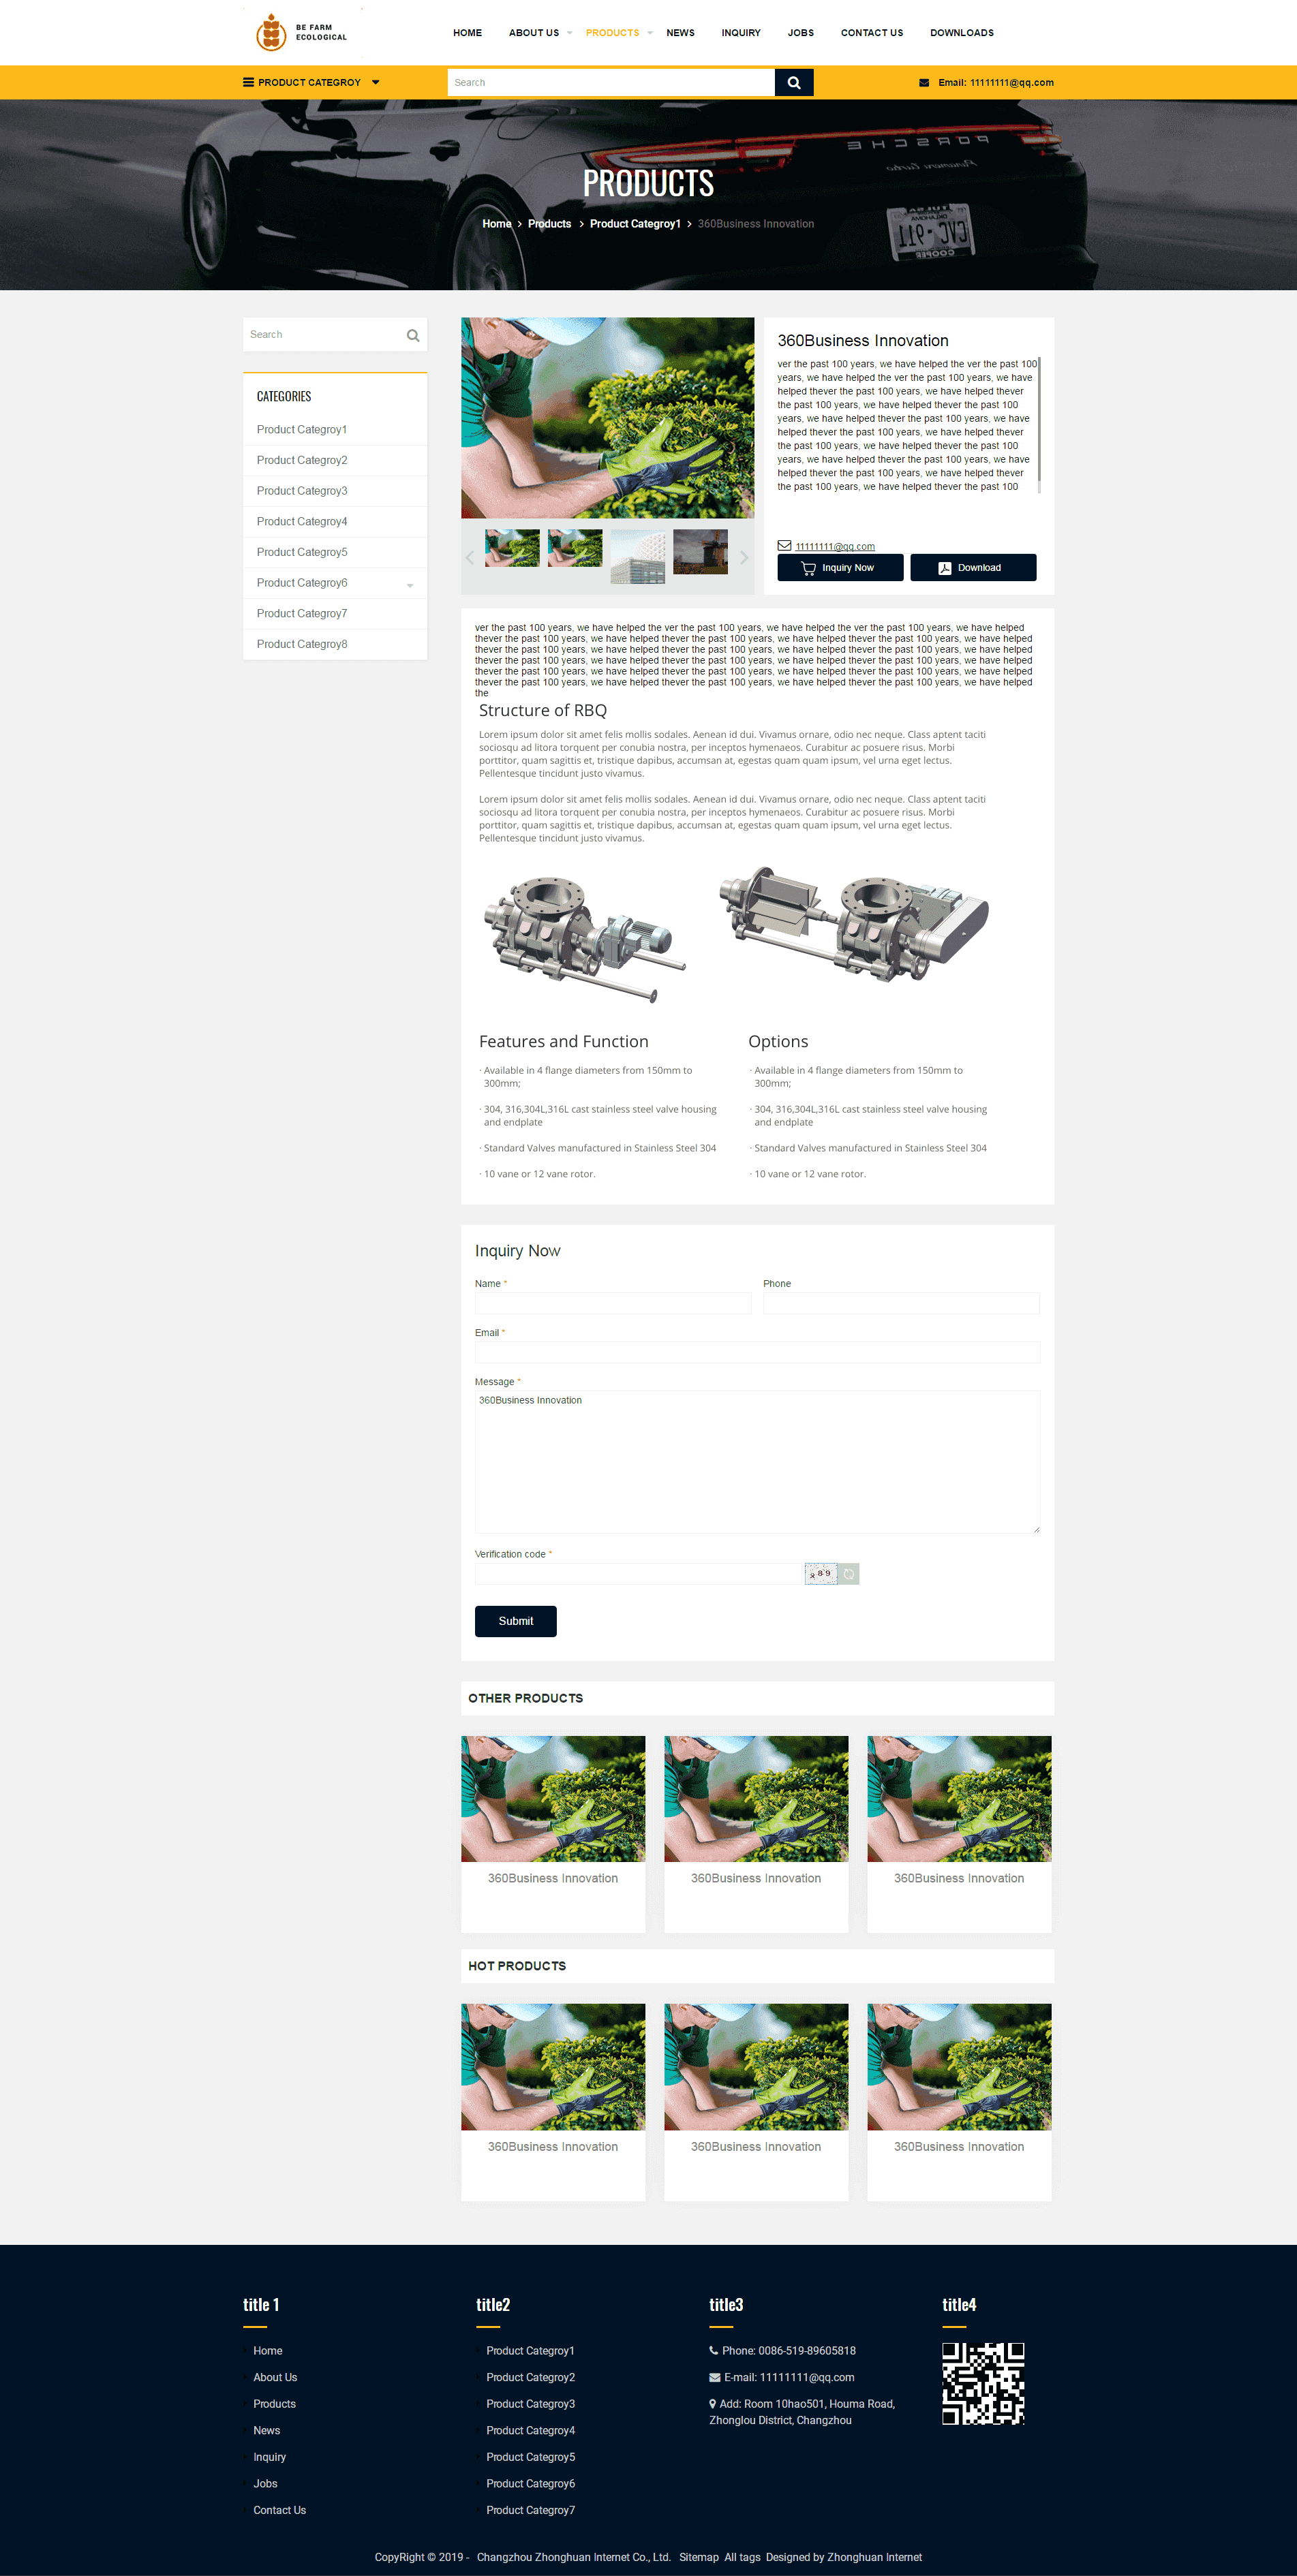 BE FARM
ECOLOGICAL
HOME ABOUT US PRODUCTS NEWS INQUIRY JOBS CONTACT US DOWNLOADS
PRODUCT CATEGROY
Search
Email: 11111111@qq.com
PORSCHE
PRODUCTS
Home > Products > Product Categroy1 > 360Business Innovation
Search
CATEGORIES
Product Categroy1
Product Categroy2
Product Categroy3
Product Categroy4
Product Categroy5
Product Categroy6
Product Categroy7
Product Categroy8
360Business Innovation
ver the past 100 years, we have helped the ver the past 100
years, we have helped the ver the past 100 years, we have
helped thever the past 100 years, we have helped thever
the past 100 years, we have helped thever the past 100
years, we have helped thever the past 100 years, we have
helped thever the past 100 years, we have helped thever
the past 100 years, we have helped thever the past 100
years, we have helped thever the past 100 years, we have
helped thever the past 100 years, we have helped thever
the past 100 years, we have helped thever the past 100
11111111@qq.com
Inquiry Now
Download
ver the past 100 years, we have helped the ver the past 100 years, we have helped the ver the past 100 years, we have helped
thever the past 100 years, we have helped thever the past 100 years, we have helped thever the past 100 years, we have helped
thever the past 100 years, we have helped thever the past 100 years, we have helped thever the past 100 years, we have helped
thever the past 100 years, we have helped thever the past 100 years, we have helped thever the past 100 years, we have helped
thever the past 100 years, we have helped thever the past 100 years, we have helped thever the past 100 years, we have helped
thever the past 100 years, we have helped thever the past 100 years, we have helped thever the past 100 years, we have helped
the
Structure of RBQ
Lorem ipsum dolor sit amet felis mollis sodales. Aenean id dui. Vivamus ornare, odio nec neque. Class aptent taciti
sociosqu ad litora torquent per conubia nostra, per inceptos hymenaeos. Curabitur ac posuere risus. Morbi
porttitor, quam sagittis et, tristique dapibus, accumsan at, egestas quam quam ipsum, vel urna eget lectus.
Pellentesque tincidunt justo vivamus.
Lorem ipsum dolor sit amet felis mollis sodales. Aenean id dui. Vivamus ornare, odio nec neque. Class aptent taciti
sociosqu ad litora torquent per conubia nostra, per inceptos hymenaeos. Curabitur ac posuere risus. Morbi
porttitor, quam sagittis et, tristique dapibus, accumsan at, egestas quam quam ipsum, vel urna eget lectus.
Pellentesque tincidunt justo vivamus.
Features and Function
· Available in 4 flange diameters from 150mm to
300mm;
· 304, 316,304L,316L cast stainless steel valve housing
and endplate
· Standard Valves manufactured in Stainless Steel 304
· 10 vane or 12 vane rotor.
Options
· Available in 4 flange diameters from 150mm to
300mm;
· 304, 316,304L,316L cast stainless steel valve housing
and endplate
· Standard Valves manufactured in Stainless Steel 304
· 10 vane or 12 vane rotor.
Inquiry Now
Name *
Phone
Email *
Message *
360Business Innovation
Verification code *
Submit
OTHER PRODUCTS
360Business Innovation
360Business Innovation
360Business Innovation
HOT PRODUCTS
360Business Innovation
360Business Innovation
360Business Innovation
title 1
Home
About Us
Products
News
Inquiry
Jobs
Contact Us
title2
Product Categroy1
Product Categroy2
Product Categroy3
Product Categroy4
Product Categroy5
Product Categroy6
Product Categroy7
title3
Phone: 0086-519-89605818
E-mail: 11111111@qq.com
Add: Room 10hao501, Houma Road,
Zhonglou District, Changzhou
title4
CopyRight © 2019 - Changzhou Zhonghuan Internet Co., Ltd. Sitemap All tags Designed by Zhonghuan Internet